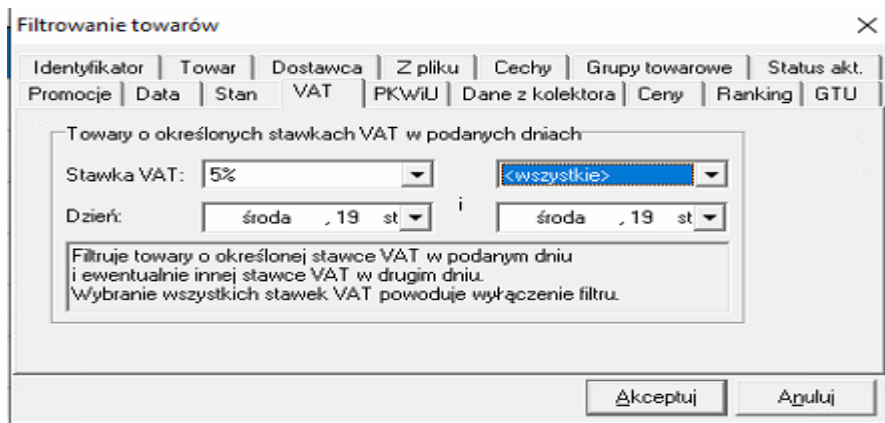 Filtrowanie towarów
Identyfikator Towar Dostawca Z pliku Cechy Grupy towarowe Status akt.
Promocje Data Stan VAT PKWiU Dane z kolektora Ceny Ranking GTU
Towary o określonych stawkach VAT w podanych dniach
Stawka VAT: 5% <wszystkie>
i
Dzień: środa , 19 st środa , 19 st
Filtruje towary o określonej stawce VAT w podanym dniu
i ewentualnie innej stawce VAT w drugim dniu.
Wybranie wszystkich stawek VAT powoduje wyłączenie filtru.
Akceptuj Anuluj